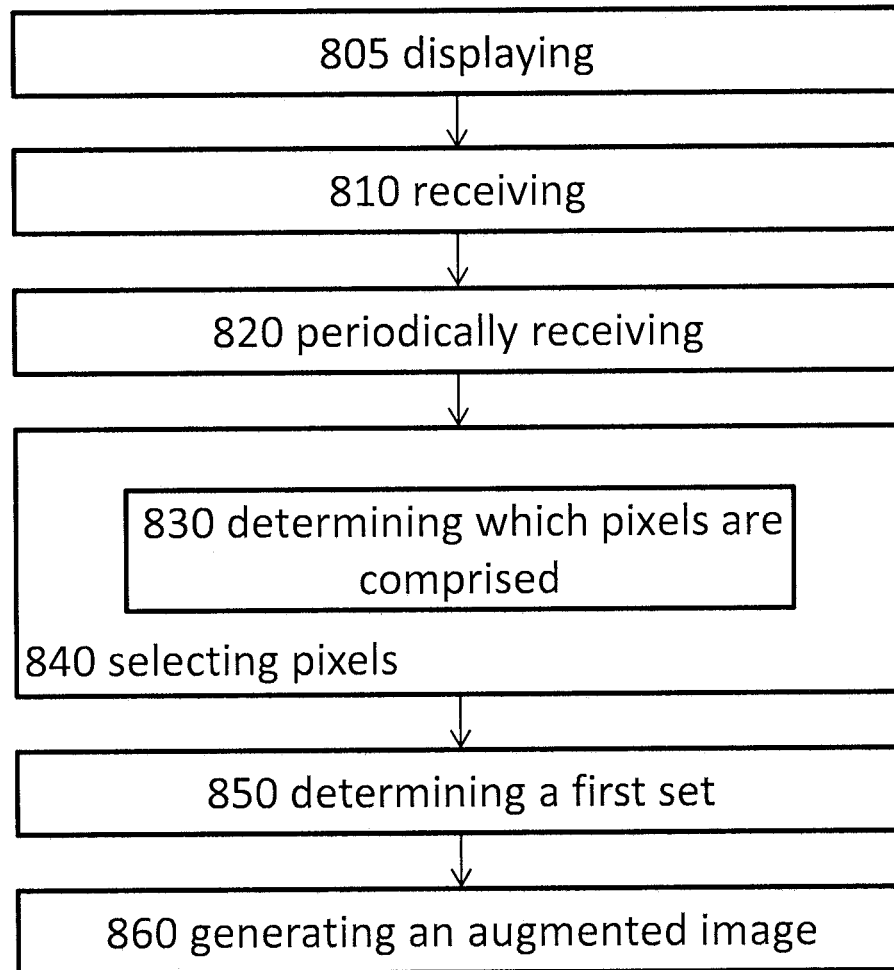 805 displaying
810 receiving
820 periodically receiving
830 determining which pixels are
comprised
840 selecting pixels
850 determining a first set
860 generating an augmented image